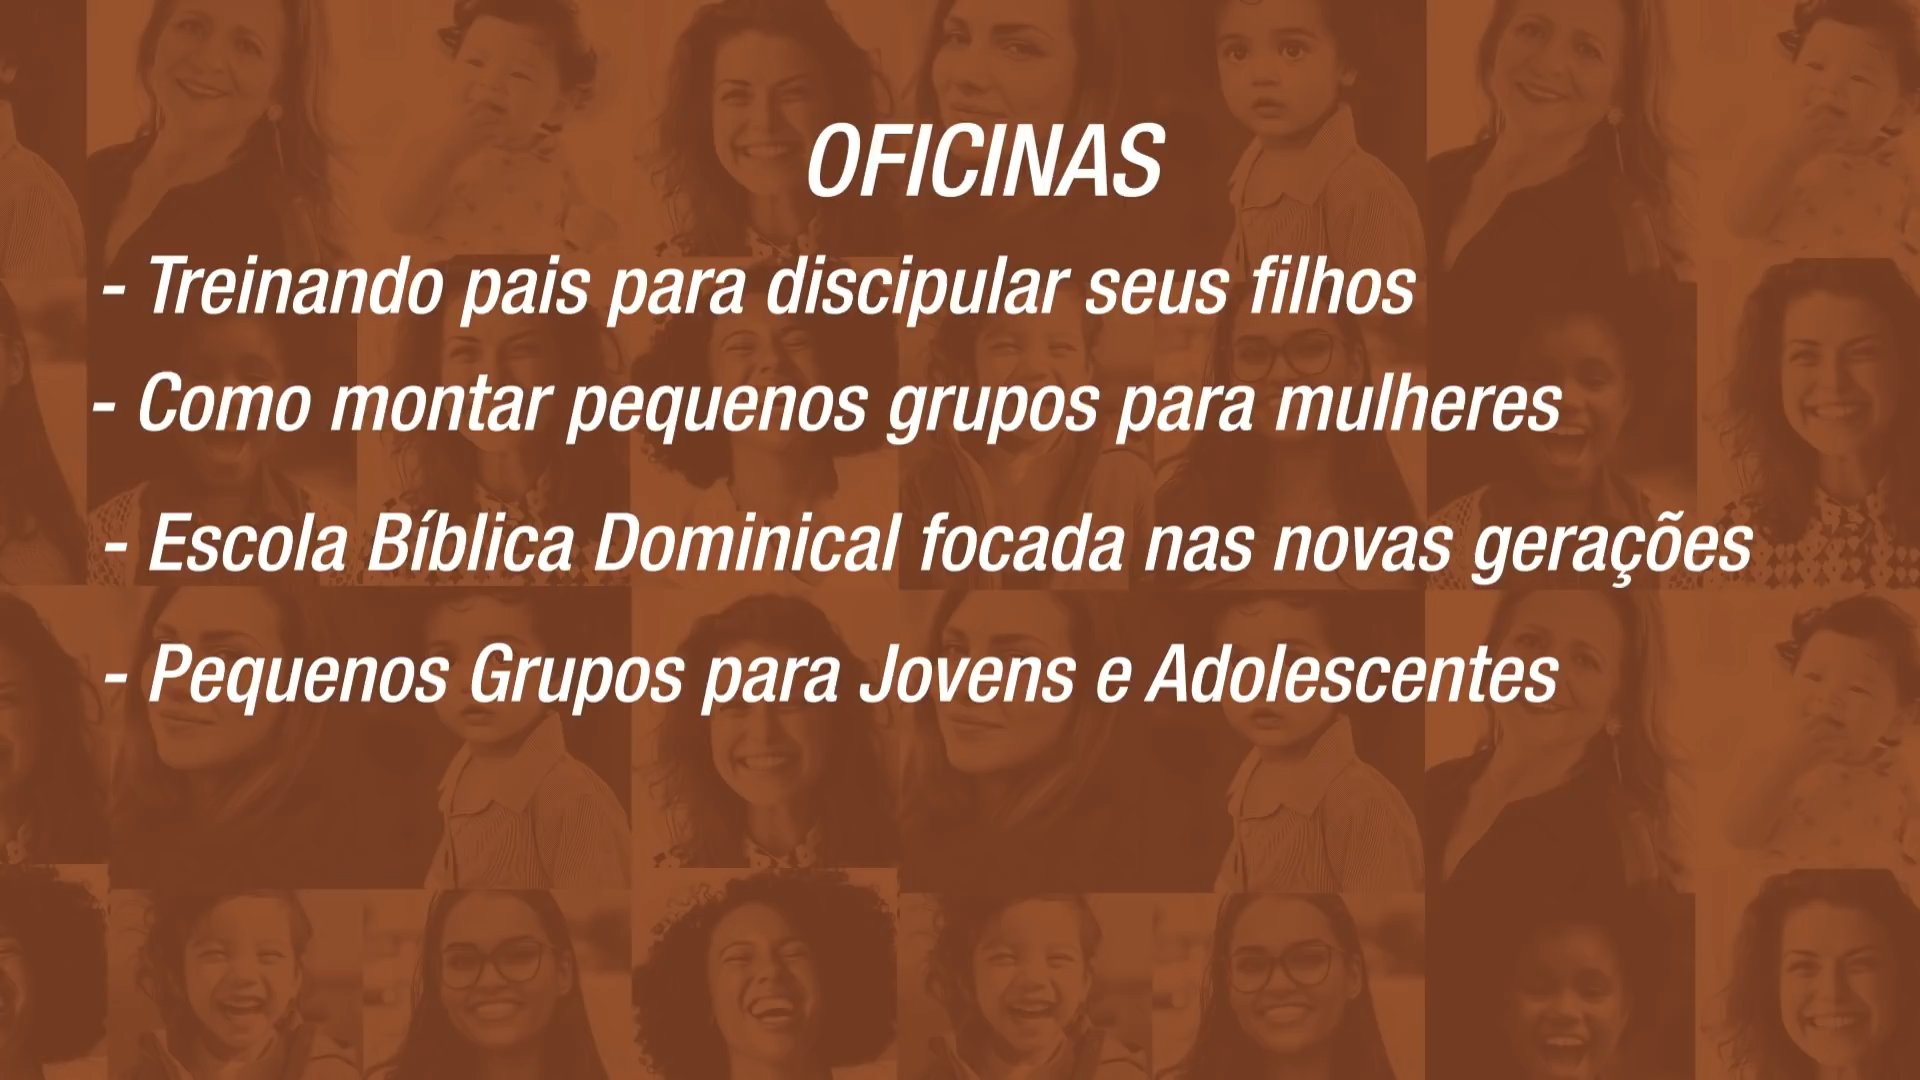 OFICINAS
- Treinando pais para discipular seus filhos
- Como montar pequenos grupos para mulheres
- Escola Bíblica Dominical focada nas novas gerações
- Pequenos Grupos para Jovens e Adolescentes